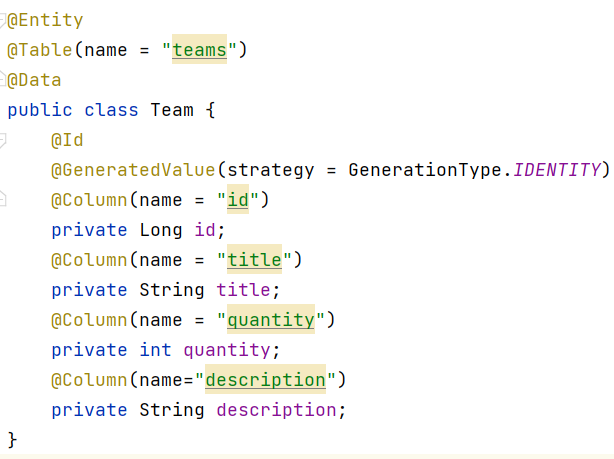 @Entity
@Table(name = "teams")
@Data
public class Team {
    @Id
    @GeneratedValue(strategy = GenerationType.IDENTITY)
    @Column(name = "id")
    private Long id;
    @Column(name = "title")
    private String title;
    @Column(name = "quantity")
    private int quantity;
    @Column(name="description")
    private String description;
}